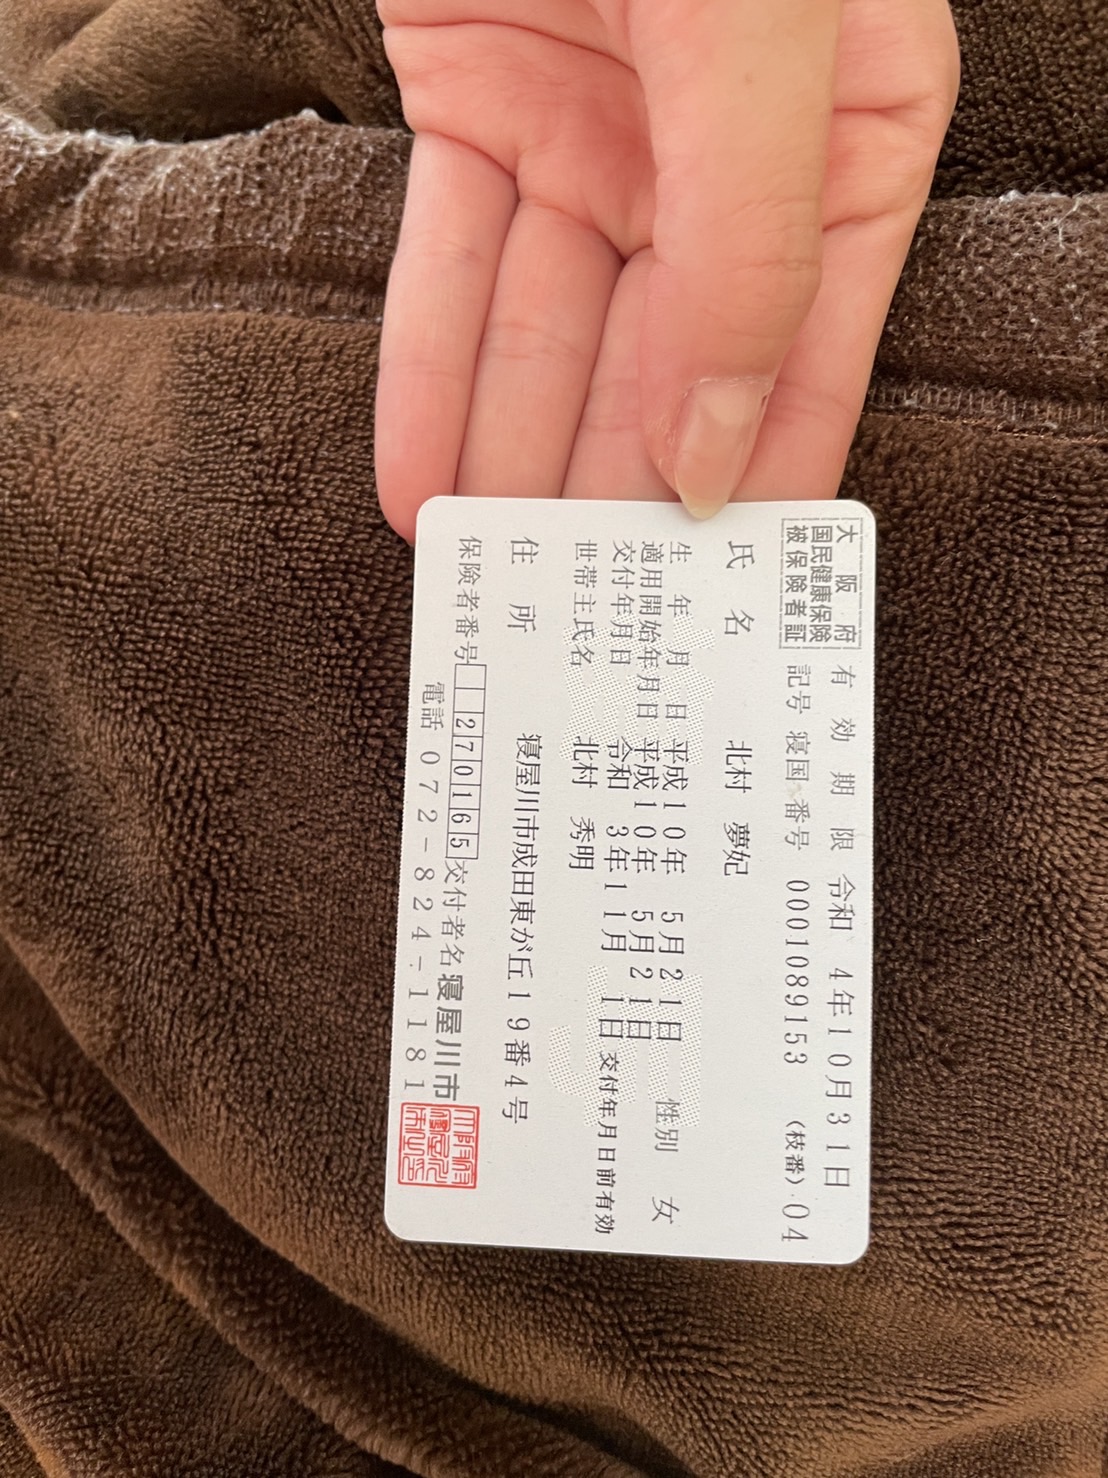 大阪府
国民健康保険
被保険者証
有効期限 令和 4年10月31日
記号 寝国 番号 0001089153 (枝番) 04
氏名 北村 夢妃
生年月日 平成10年 5月21日 性別 女
適用開始年月日 平成10年 5月21日
交付年月日 令和 3年11月 1日 交付年月日前有効
世帯主氏名 北村 秀明
住所 寝屋川市成田東が丘19番4号
保険者番号 270165 交付者名 寝屋川市
電話 072-824-1181